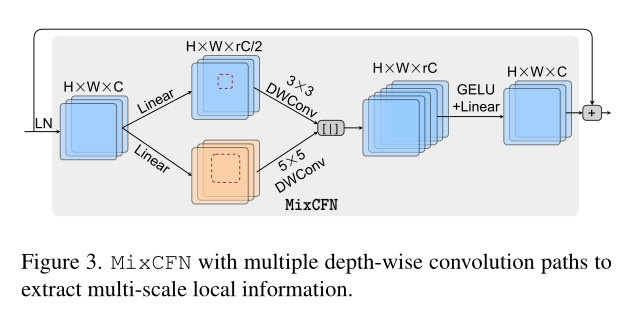 H×W×rC/2
H×W×C
LN
Linear
Linear
3×3
DWConv
5×5
DWConv
[|]
H×W×rC
GELU
+Linear
H×W×C
+
MixCFN
Figure 3. MixCFN with multiple depth-wise convolution paths to
extract multi-scale local information.